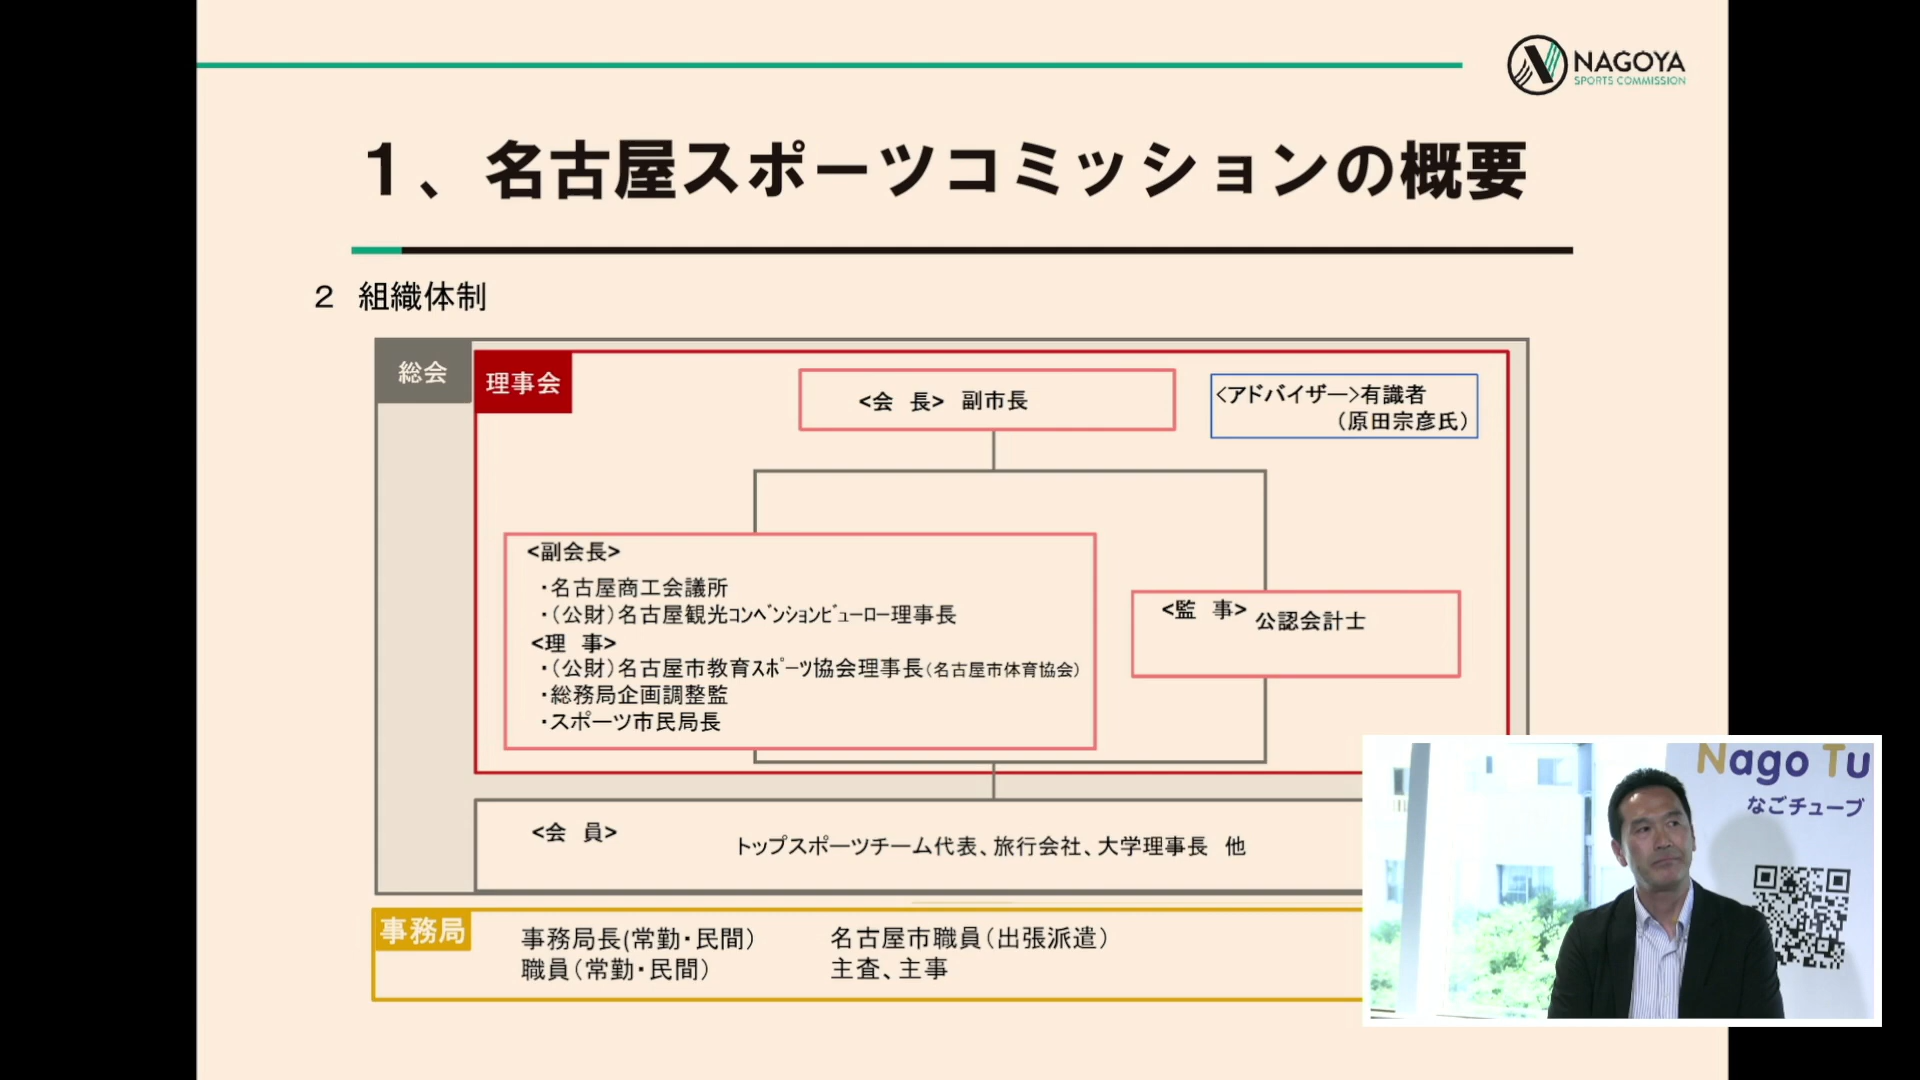 NAGOYA
SPORTS COMMISSION
1、名古屋スポーツコミッションの概要
２ 組織体制
総会
理事会
<会 長> 副市長
<アドバイザー>有識者
（原田宗彦氏）
<副会長>
・名古屋商工会議所
・（公財）名古屋観光ｺﾝﾍﾞﾝｼｮﾝﾋﾞｭｰﾛｰ理事長
<理 事>
・（公財）名古屋市教育ｽﾎﾟｰﾂ協会理事長（名古屋市体育協会）
・総務局企画調整監
・スポーツ市民局長
<監 事> 公認会計士
<会 員> トップスポーツチーム代表、旅行会社、大学理事長 他
事務局
事務局長(常勤・民間） 名古屋市職員（出張派遣）
職員（常勤・民間） 主査、主事
Nago Tu
なごチューブ